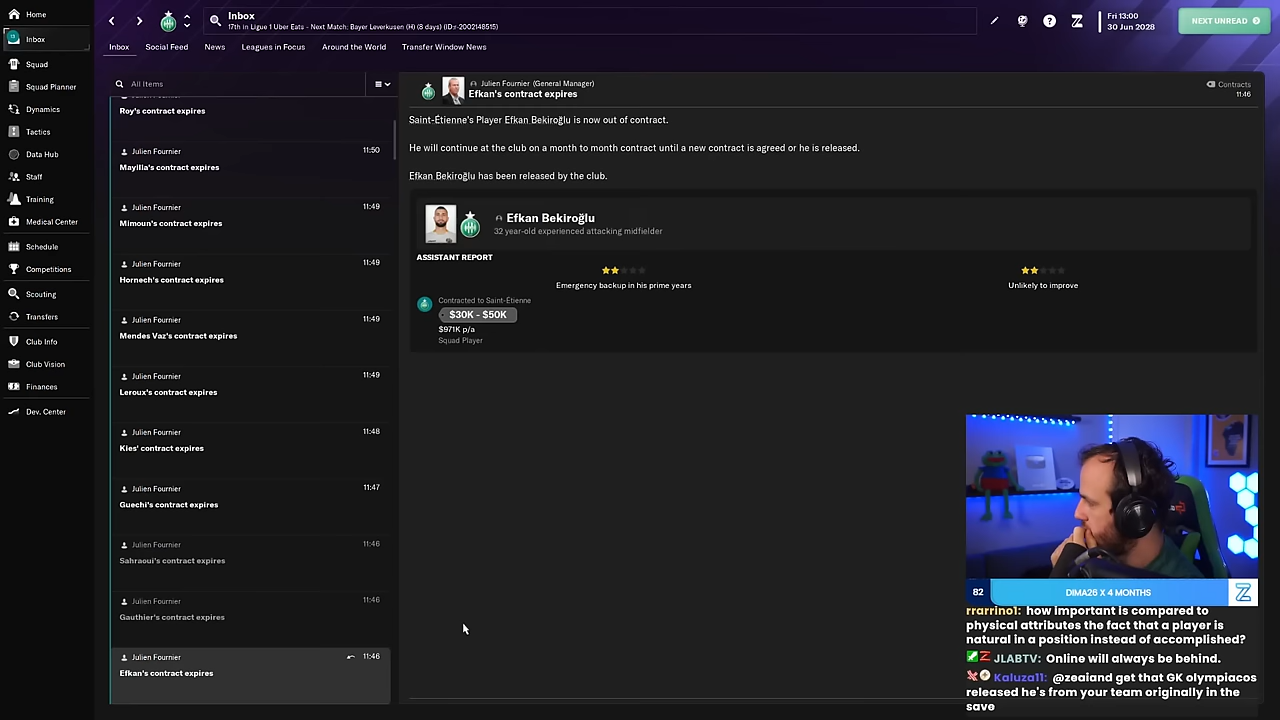 Home
Inbox
Squad
Squad Planner
Dynamics
Tactics
Data Hub
Staff
Training
Medical Center
Schedule
Competitions
Scouting
Transfers
Club Info
Club Vision
Finances
Dev. Center
Inbox
17th in Ligue 1 Uber Eats - Next Match: Bayer Leverkusen (H) (8 days) (ID:-2002148515)
Fri 13:00
30 Jun 2028
NEXT UNREAD
Inbox
Social Feed
News
Leagues in Focus
Around the World
Transfer Window News
All Items
Julien Fournier
Roy's contract expires
Julien Fournier 11:50
Mayilla's contract expires
Julien Fournier 11:49
Mimoun's contract expires
Julien Fournier 11:49
Hornech's contract expires
Julien Fournier 11:49
Mendes Vaz's contract expires
Julien Fournier 11:49
Leroux's contract expires
Julien Fournier 11:48
Kies' contract expires
Julien Fournier 11:47
Guechi's contract expires
Julien Fournier 11:46
Sahraoui's contract expires
Julien Fournier 11:46
Gauthier's contract expires
Julien Fournier 11:46
Efkan's contract expires
Julien Fournier (General Manager)
Efkan's contract expires
Contracts
11:46
Saint-Étienne's Player Efkan Bekiroğlu is now out of contract.
He will continue at the club on a month to month contract until a new contract is agreed or he is released.
Efkan Bekiroğlu has been released by the club.
Efkan Bekiroğlu
32 year-old experienced attacking midfielder
ASSISTANT REPORT
Emergency backup in his prime years
Unlikely to improve
Contracted to Saint-Étienne
$30K - $50K
$971K p/a
Squad Player
82
DIMA26 X 4 MONTHS
rrarrino1: how important is compared to
physical attributes the fact that a player is
natural in a position instead of accomplished?
JLABTV: Online will always be behind.
Kaluza11: @zeaiand get that GK olympiacos
released he's from your team originally in the
save